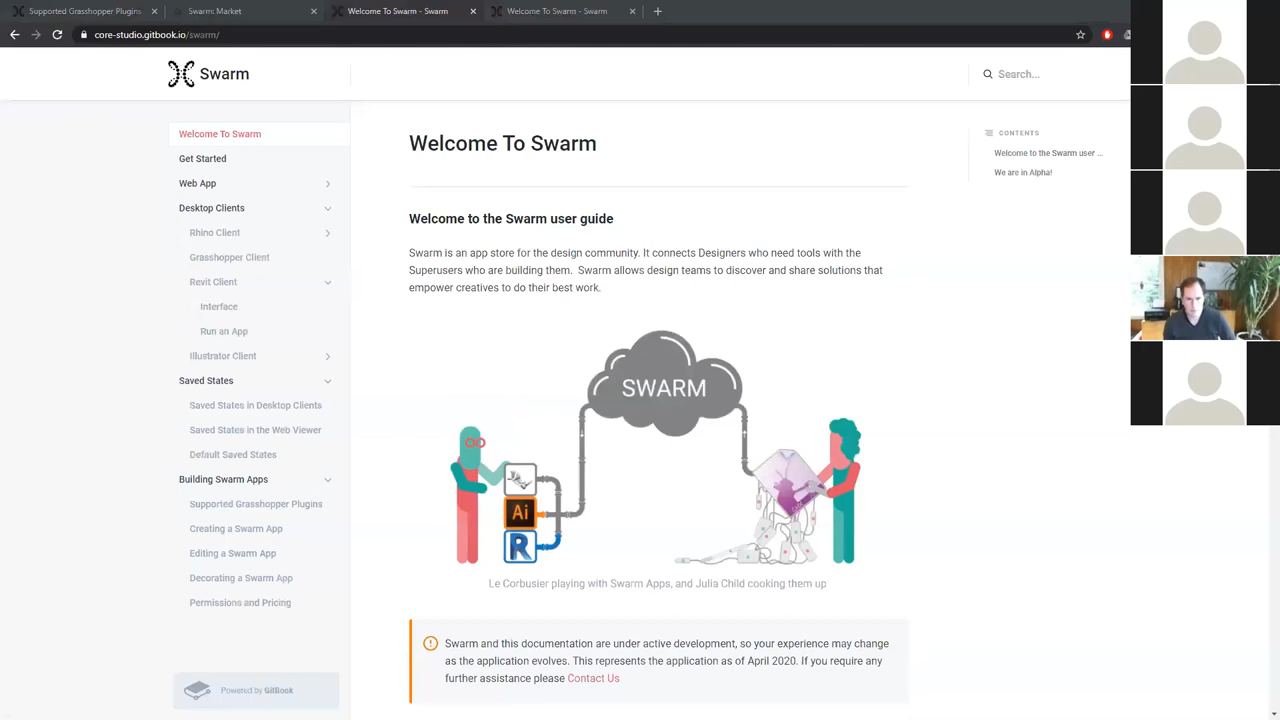 Supported Grasshopper Plugins
Swarm: Market
Welcome To Swarm - Swarm
Welcome To Swarm - Swarm
core-studio.gitbook.io/swarm/
Swarm
Search...
Welcome To Swarm
Get Started
Web App
Desktop Clients
Rhino Client
Grasshopper Client
Revit Client
Interface
Run an App
Illustrator Client
Saved States
Saved States in Desktop Clients
Saved States in the Web Viewer
Default Saved States
Building Swarm Apps
Supported Grasshopper Plugins
Creating a Swarm App
Editing a Swarm App
Decorating a Swarm App
Permissions and Pricing
Powered by GitBook
Welcome To Swarm
Welcome to the Swarm user guide
Swarm is an app store for the design community. It connects Designers who need tools with the
Superusers who are building them.  Swarm allows design teams to discover and share solutions that
empower creatives to do their best work.
SWARM
Ai
R
Le Corbusier playing with Swarm Apps, and Julia Child cooking them up
Swarm and this documentation are under active development, so your experience may change
as the application evolves. This represents the application as of April 2020. If you require any
further assistance please Contact Us
CONTENTS
Welcome to the Swarm user ...
We are in Alpha!